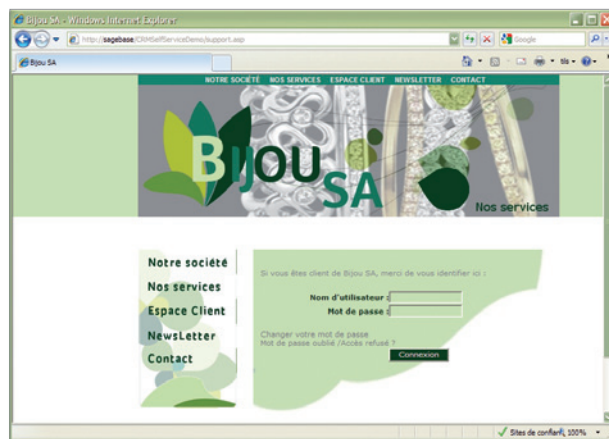 Bijou SA - Windows Internet Explorer
http://sagebase/CRMSelfServiceDemo/support.asp
Google
Bijou SA
tls
NOTRE SOCIÉTÉ NOS SERVICES ESPACE CLIENT NEWSLETTER CONTACT
BIJOU SA
Nos services
Notre société
Nos services
Espace Client
NewsLetter
Contact
Si vous êtes client de Bijou SA, merci de vous identifier ici :
Nom d'utilisateur :
Mot de passe :
Changer votre mot de passe
Mot de passe oublié /Accès refusé ?
Connexion
Sites de confiance 100%